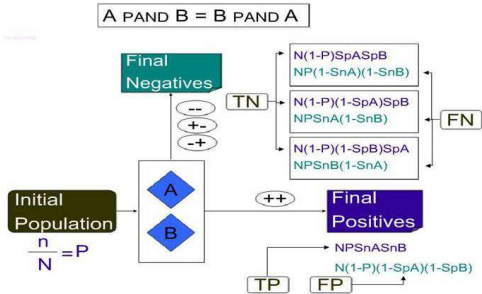 A PAND B = B PAND A
Final
Negatives
--
+-
-+
TN
N(1-P)SpASpB
NP(1-SnA)(1-SnB)
N(1-P)(1-SpA)SpB
NPSnA(1-SnB)
N(1-P)(1-SpB)SpA
NPSnB(1-SnA)
FN
Initial
Population
n
N
=P
A
B
++
Final
Positives
NPSnASnB
N(1-P)(1-SpA)(1-SpB)
TP
FP